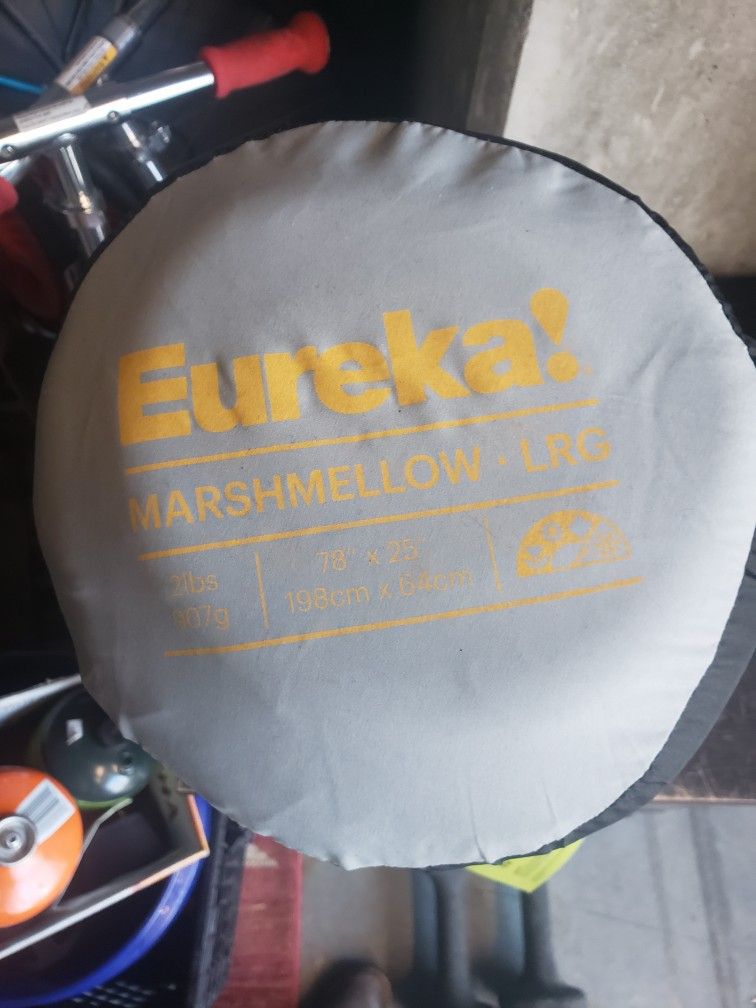 Eureka!
MARSHMELLOW · LRG
2lbs
907g
78" x 25"
198cm x 64cm